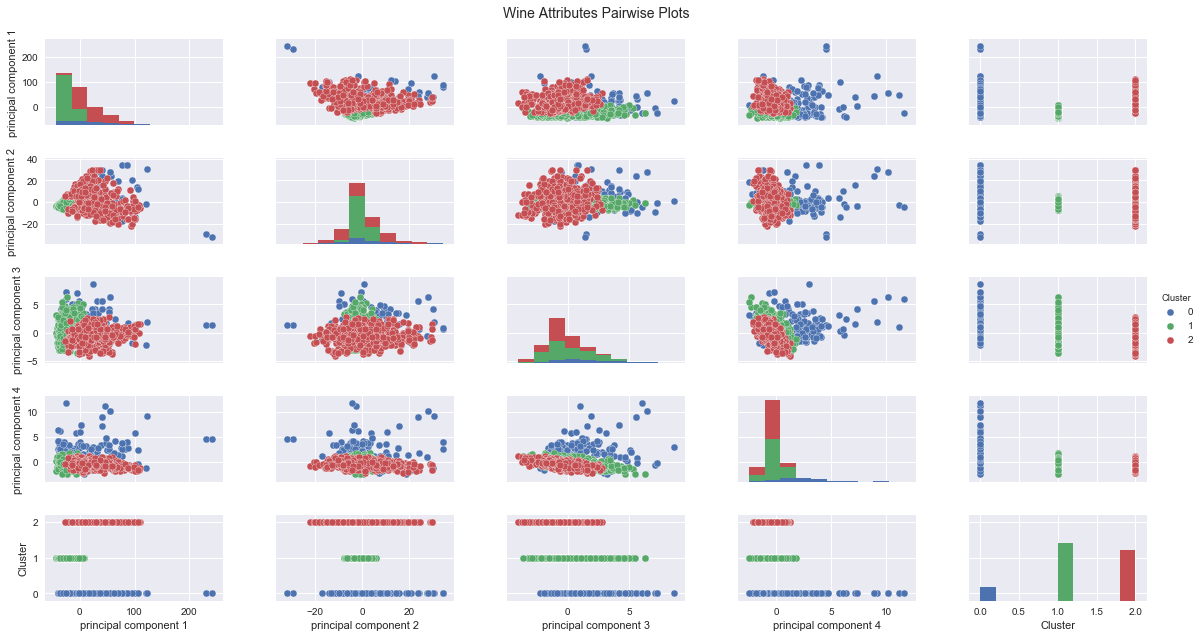 Wine Attributes Pairwise Plots
principal component 1
200
100
0
principal component 2
40
20
0
−20
principal component 3
5
0
−5
Cluster
0
1
2
principal component 4
10
5
0
Cluster
2
1
0
0 100 200
−20 0 20
0 5
0 5 10
0.0 0.5 1.0 1.5 2.0
principal component 1
principal component 2
principal component 3
principal component 4
Cluster